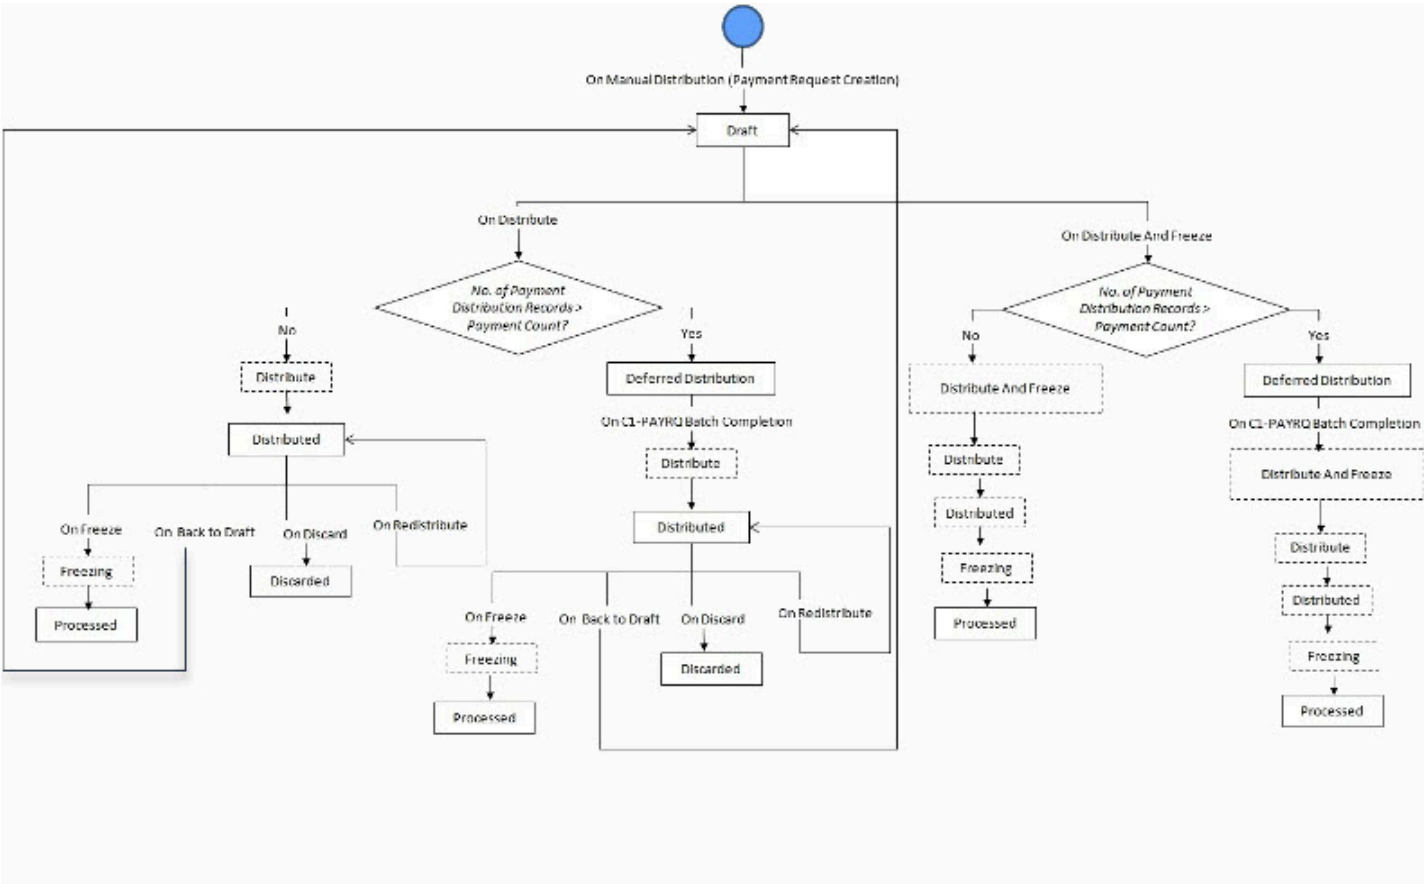 On Manual Distribution (Payment Request Creation)
Draft
On Distribute
No. of Payment
Distribution Records >
Payment Count?
No
Distribute
Distributed
On Freeze
Freezing
Processed
On Back to Draft
On Discard
Discarded
On Redistribute
Yes
Deferred Distribution
On C1-PAYRQ Batch Completion
Distribute
Distributed
On Freeze
Freezing
Processed
On Back to Draft
On Discard
Discarded
On Redistribute
On Distribute And Freeze
No. of Payment
Distribution Records >
Payment Count?
No
Distribute And Freeze
Distribute
Distributed
Freezing
Processed
Yes
Deferred Distribution
On C1-PAYRQ Batch Completion
Distribute And Freeze
Distribute
Distributed
Freezing
Processed